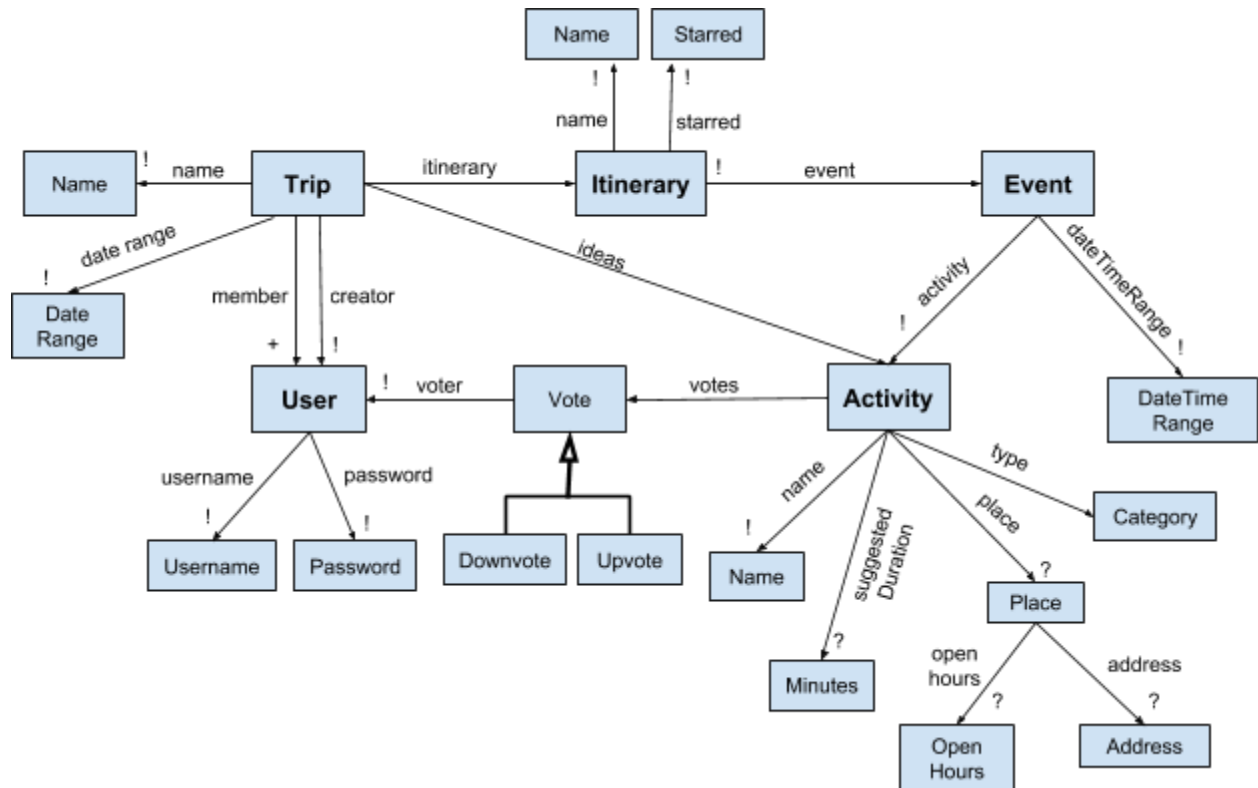 Name
Starred
!
!
name
starred
Name
!
name
Trip
itinerary
Itinerary
!
event
Event
date range
!
Date
Range
member
creator
+
!
ideas
activity
!
dateTimeRange
!
DateTime
Range
User
!
voter
Vote
votes
Activity
username
!
password
!
Username
Password
Downvote
Upvote
name
!
Name
suggested
Duration
?
Minutes
place
?
Place
type
Category
open
hours
?
address
?
Open
Hours
Address